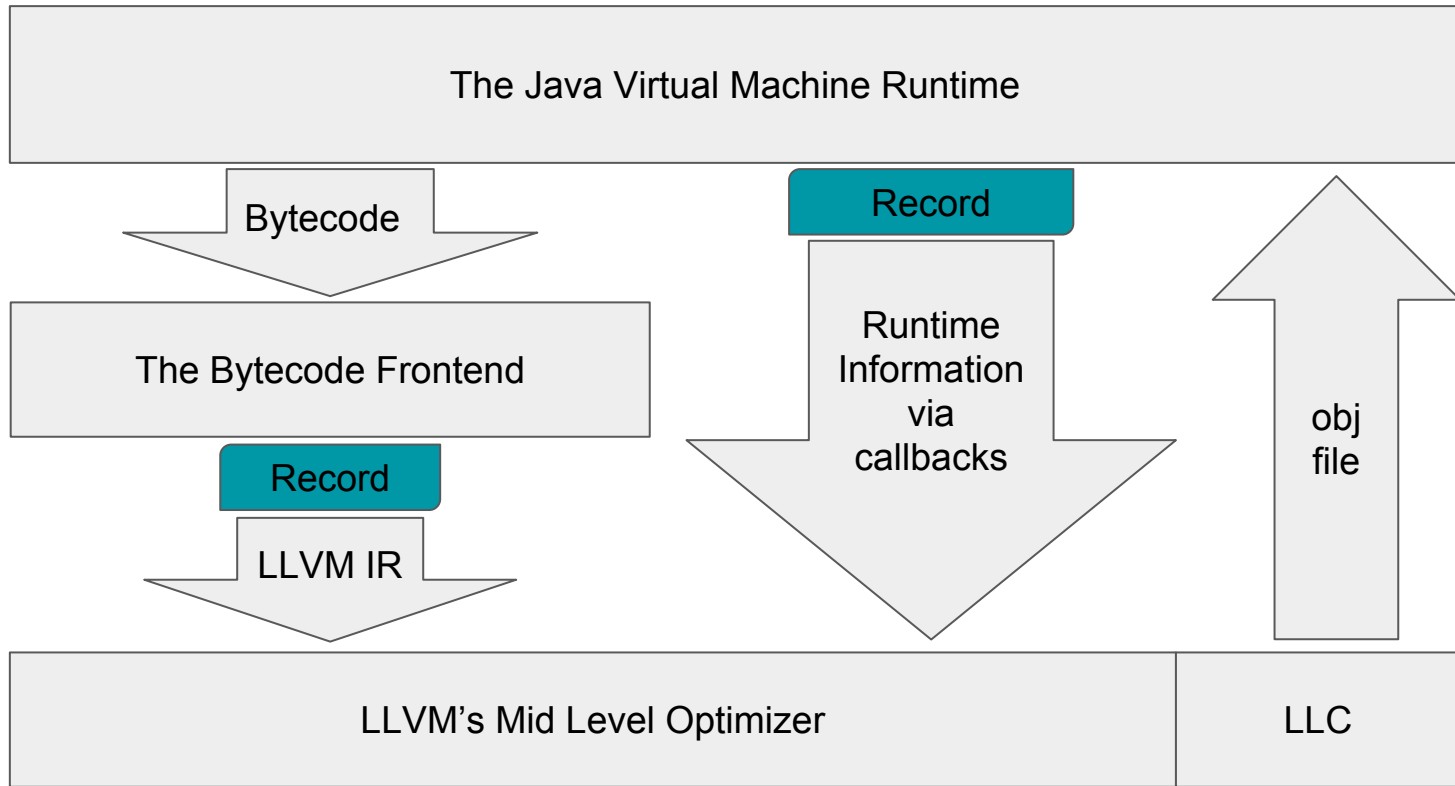 The Java Virtual Machine Runtime
Bytecode
Record
The Bytecode Frontend
Runtime
Information
via
callbacks
obj
file
Record
LLVM IR
LLVM’s Mid Level Optimizer
LLC